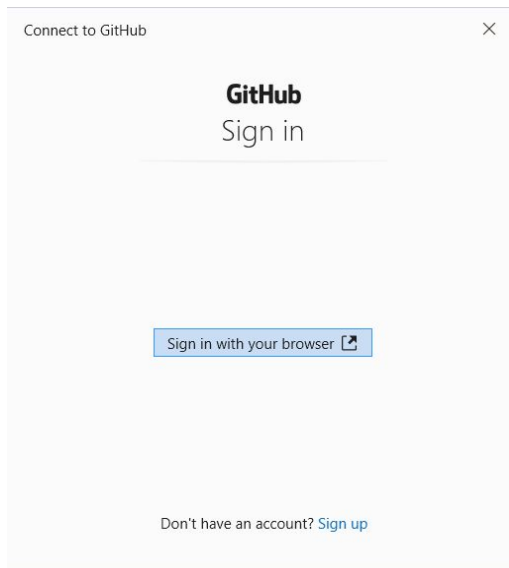 Connect to GitHub
GitHub
Sign in
Sign in with your browser
Don't have an account? Sign up